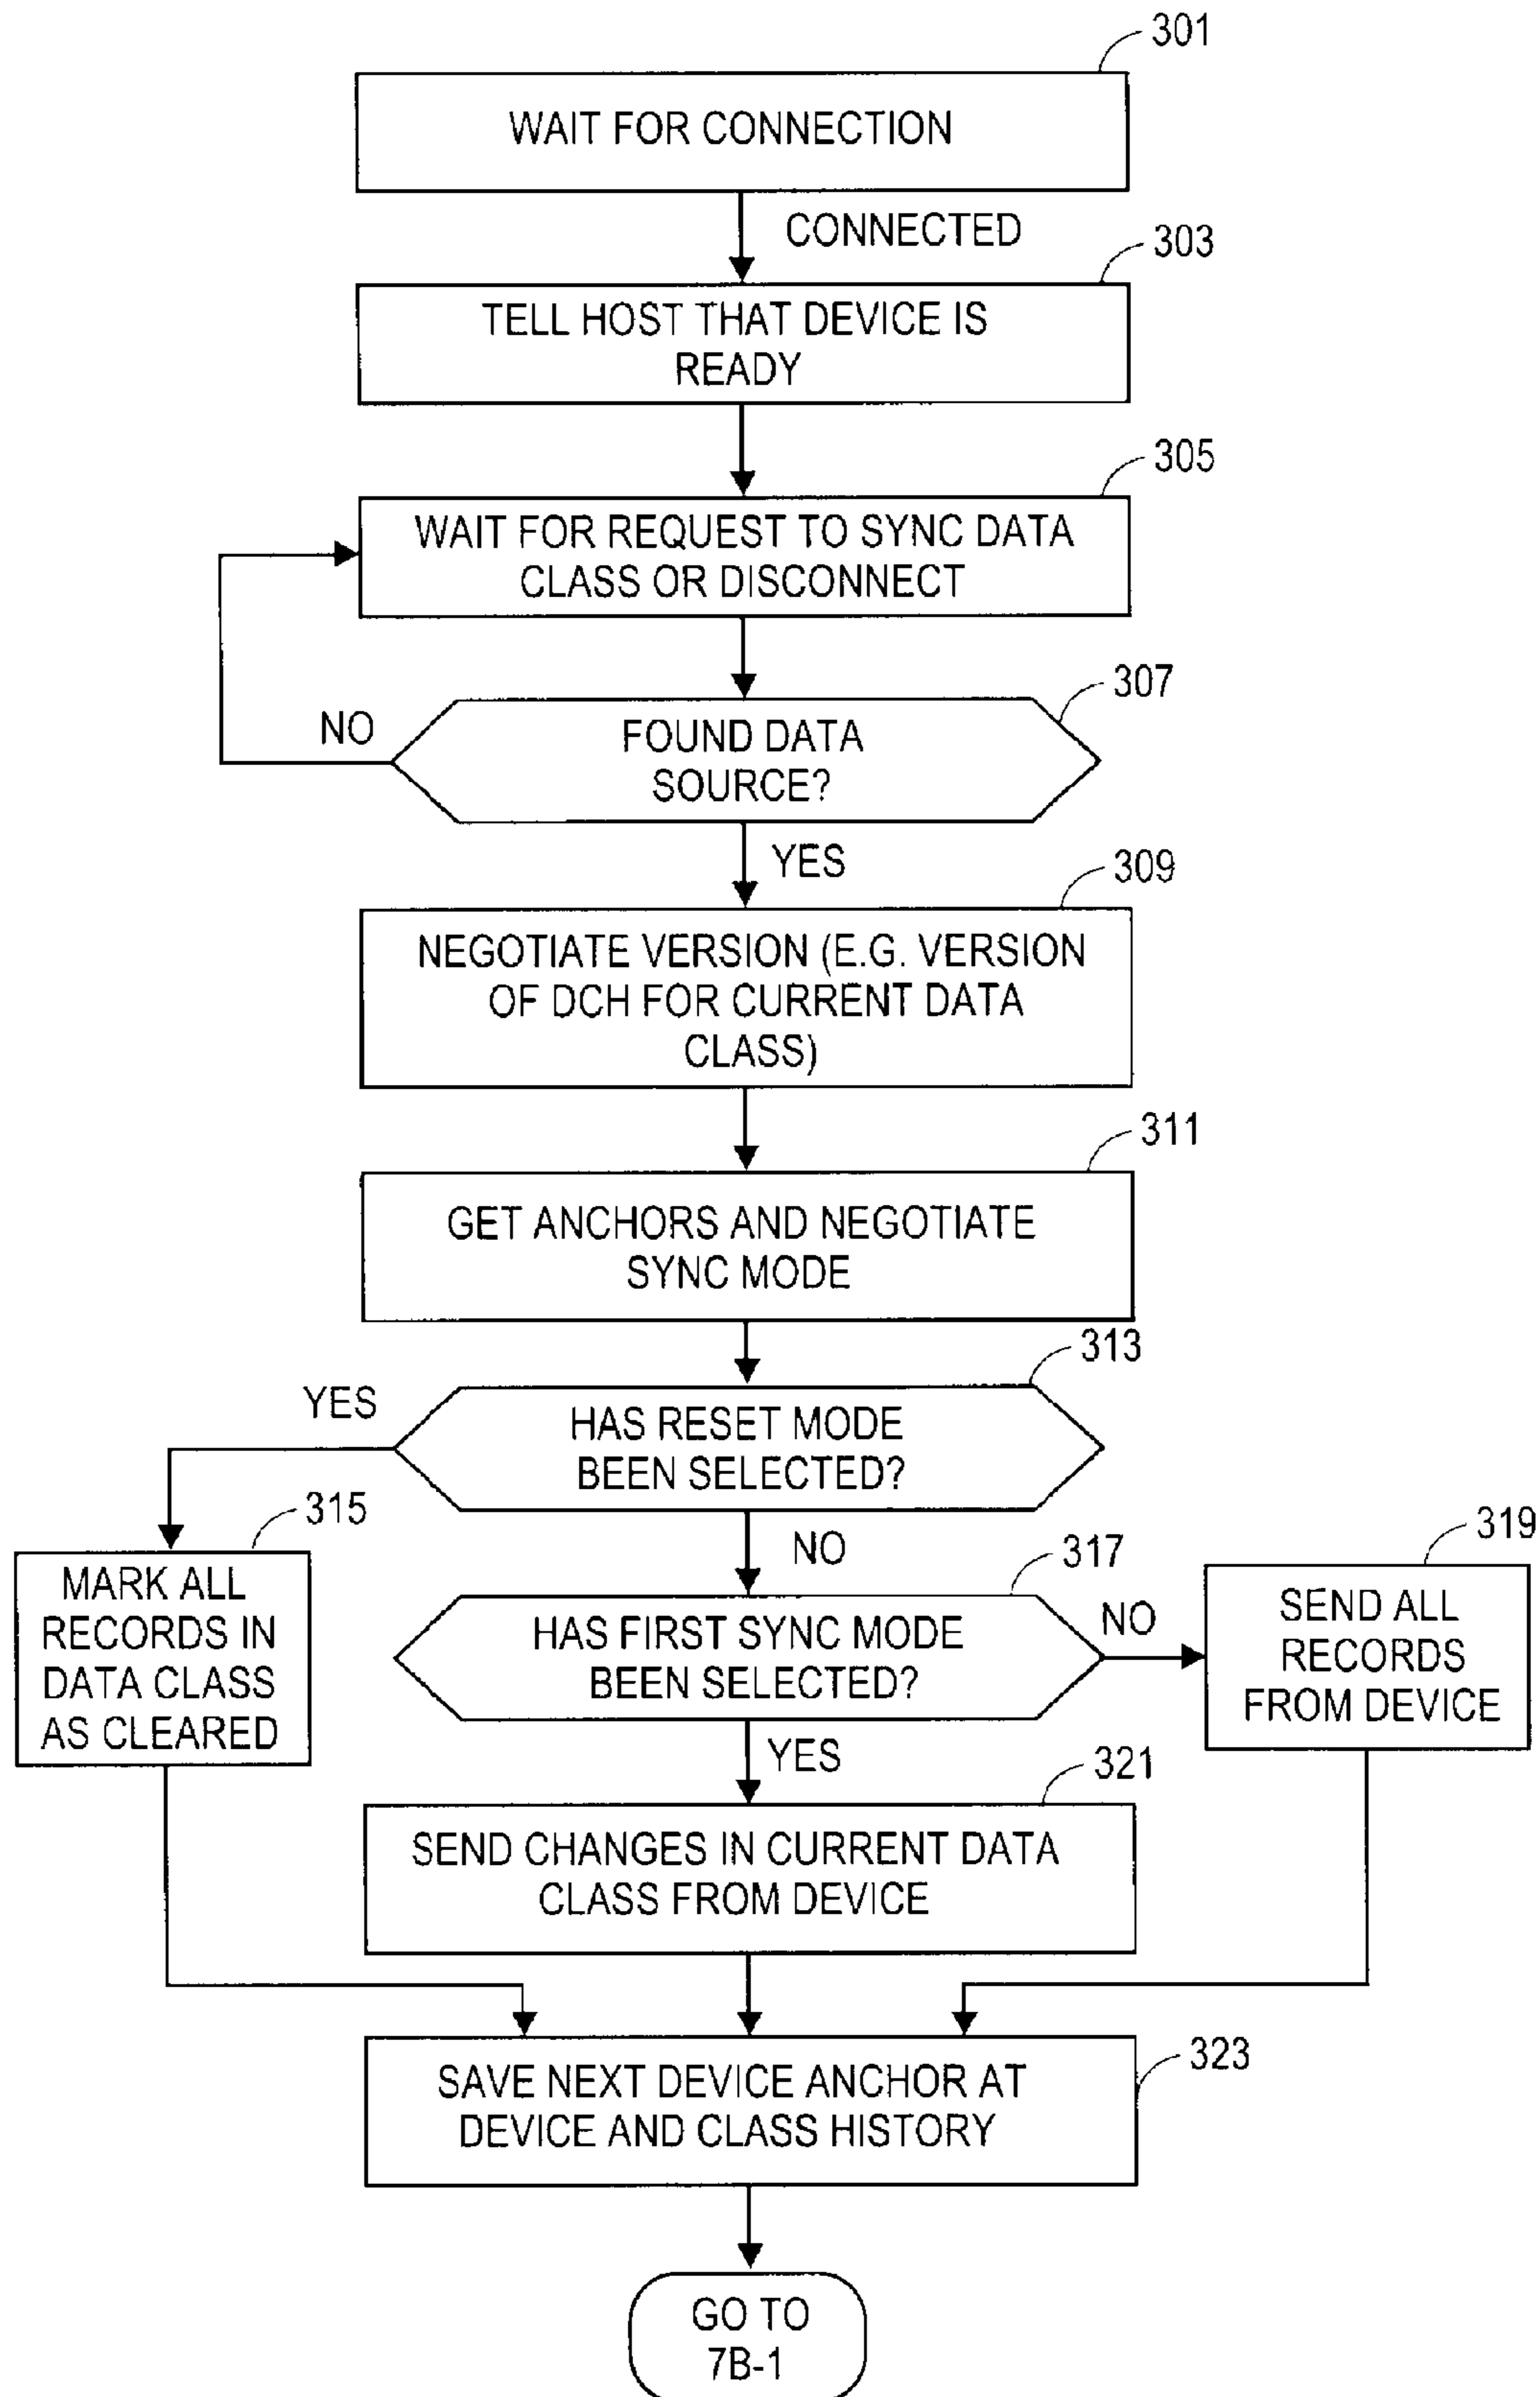 301
WAIT FOR CONNECTION
CONNECTED
303
TELL HOST THAT DEVICE IS
READY
305
WAIT FOR REQUEST TO SYNC DATA
CLASS OR DISCONNECT
307
NO
FOUND DATA
SOURCE?
YES
309
NEGOTIATE VERSION (E.G. VERSION
OF DCH FOR CURRENT DATA
CLASS)
311
GET ANCHORS AND NEGOTIATE
SYNC MODE
313
YES
HAS RESET MODE
BEEN SELECTED?
315
MARK ALL
RECORDS IN
DATA CLASS
AS CLEARED
NO
317
HAS FIRST SYNC MODE
BEEN SELECTED?
NO
319
SEND ALL
RECORDS
FROM DEVICE
YES
321
SEND CHANGES IN CURRENT DATA
CLASS FROM DEVICE
323
SAVE NEXT DEVICE ANCHOR AT
DEVICE AND CLASS HISTORY
GO TO
7B-1